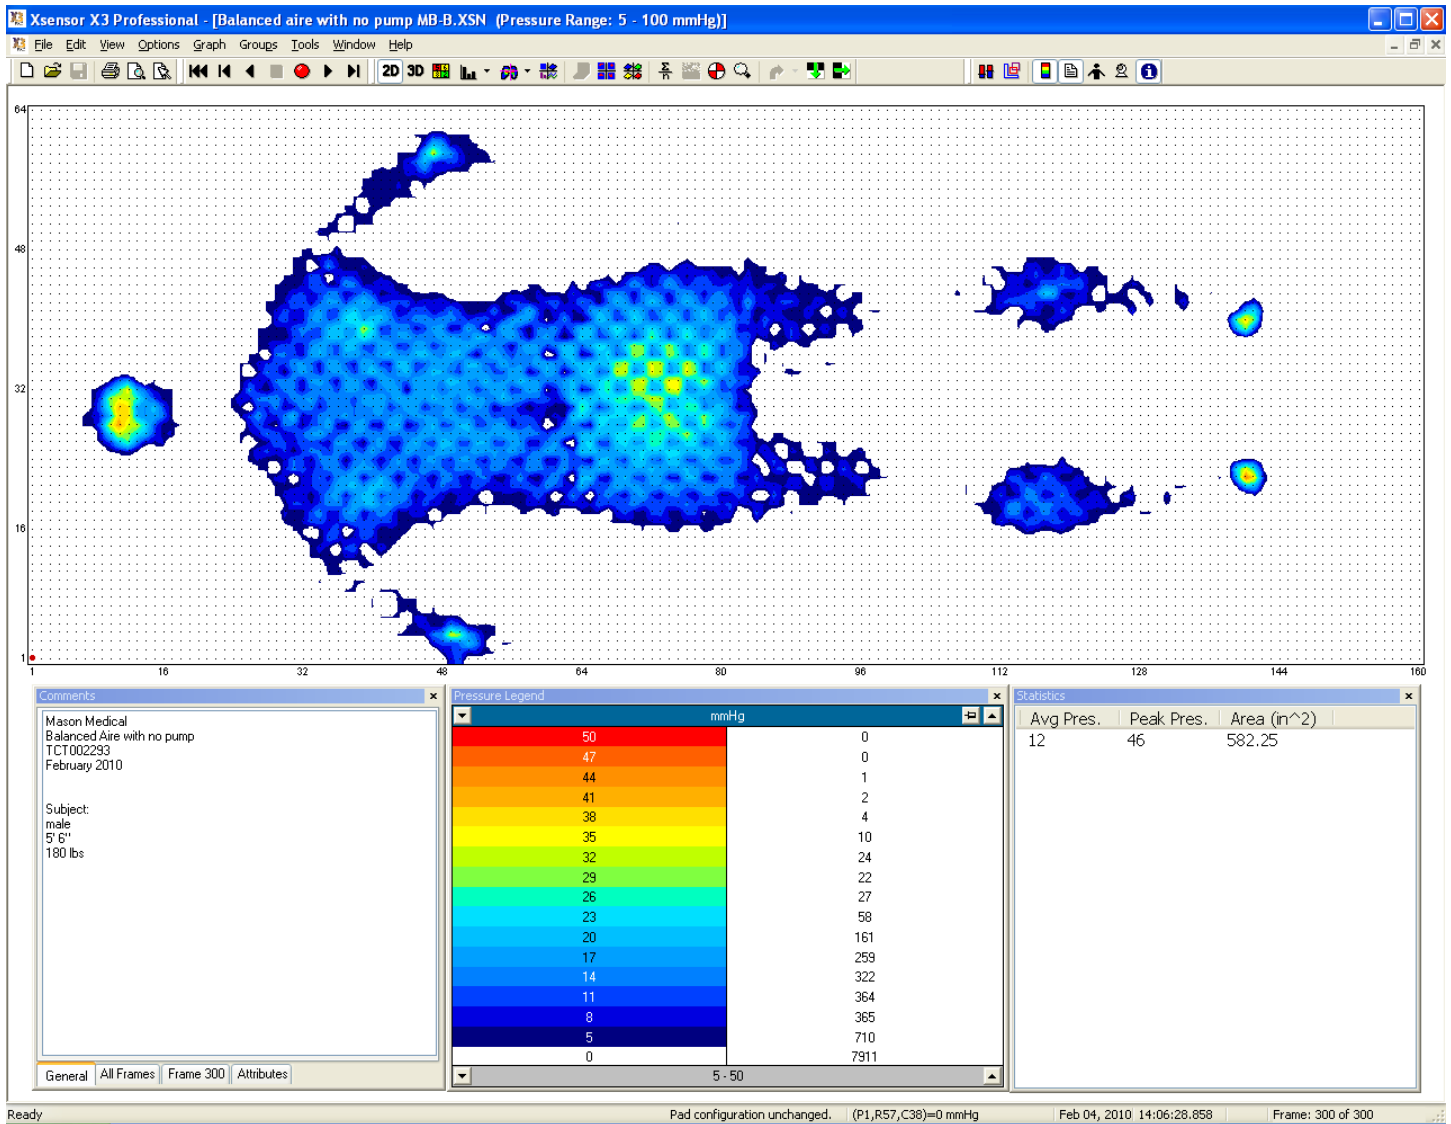 Xsensor X3 Professional - [Balanced aire with no pump MB-B.XSN (Pressure Range: 5 - 100 mmHg)]
File Edit View Options Graph Groups Tools Window Help
2D 3D
64
48
32
16
1
1 16 32 48 64 80 96 112 128 144 160
Comments
Mason Medical
Balanced Aire with no pump
TCT002293
February 2010
Subject:
male
5' 6"
180 lbs
General All Frames Frame 300 Attributes
Pressure Legend
mmHg
50 0
47 0
44 1
41 2
38 4
35 10
32 24
29 22
26 27
23 58
20 161
17 259
14 322
11 364
8 365
5 710
0 7911
5 - 50
Statistics
Avg Pres. Peak Pres. Area (in^2)
12 46 582.25
Ready Pad configuration unchanged. (P1,R57,C38)=0 mmHg Feb 04, 2010 14:06:28.858 Frame: 300 of 300